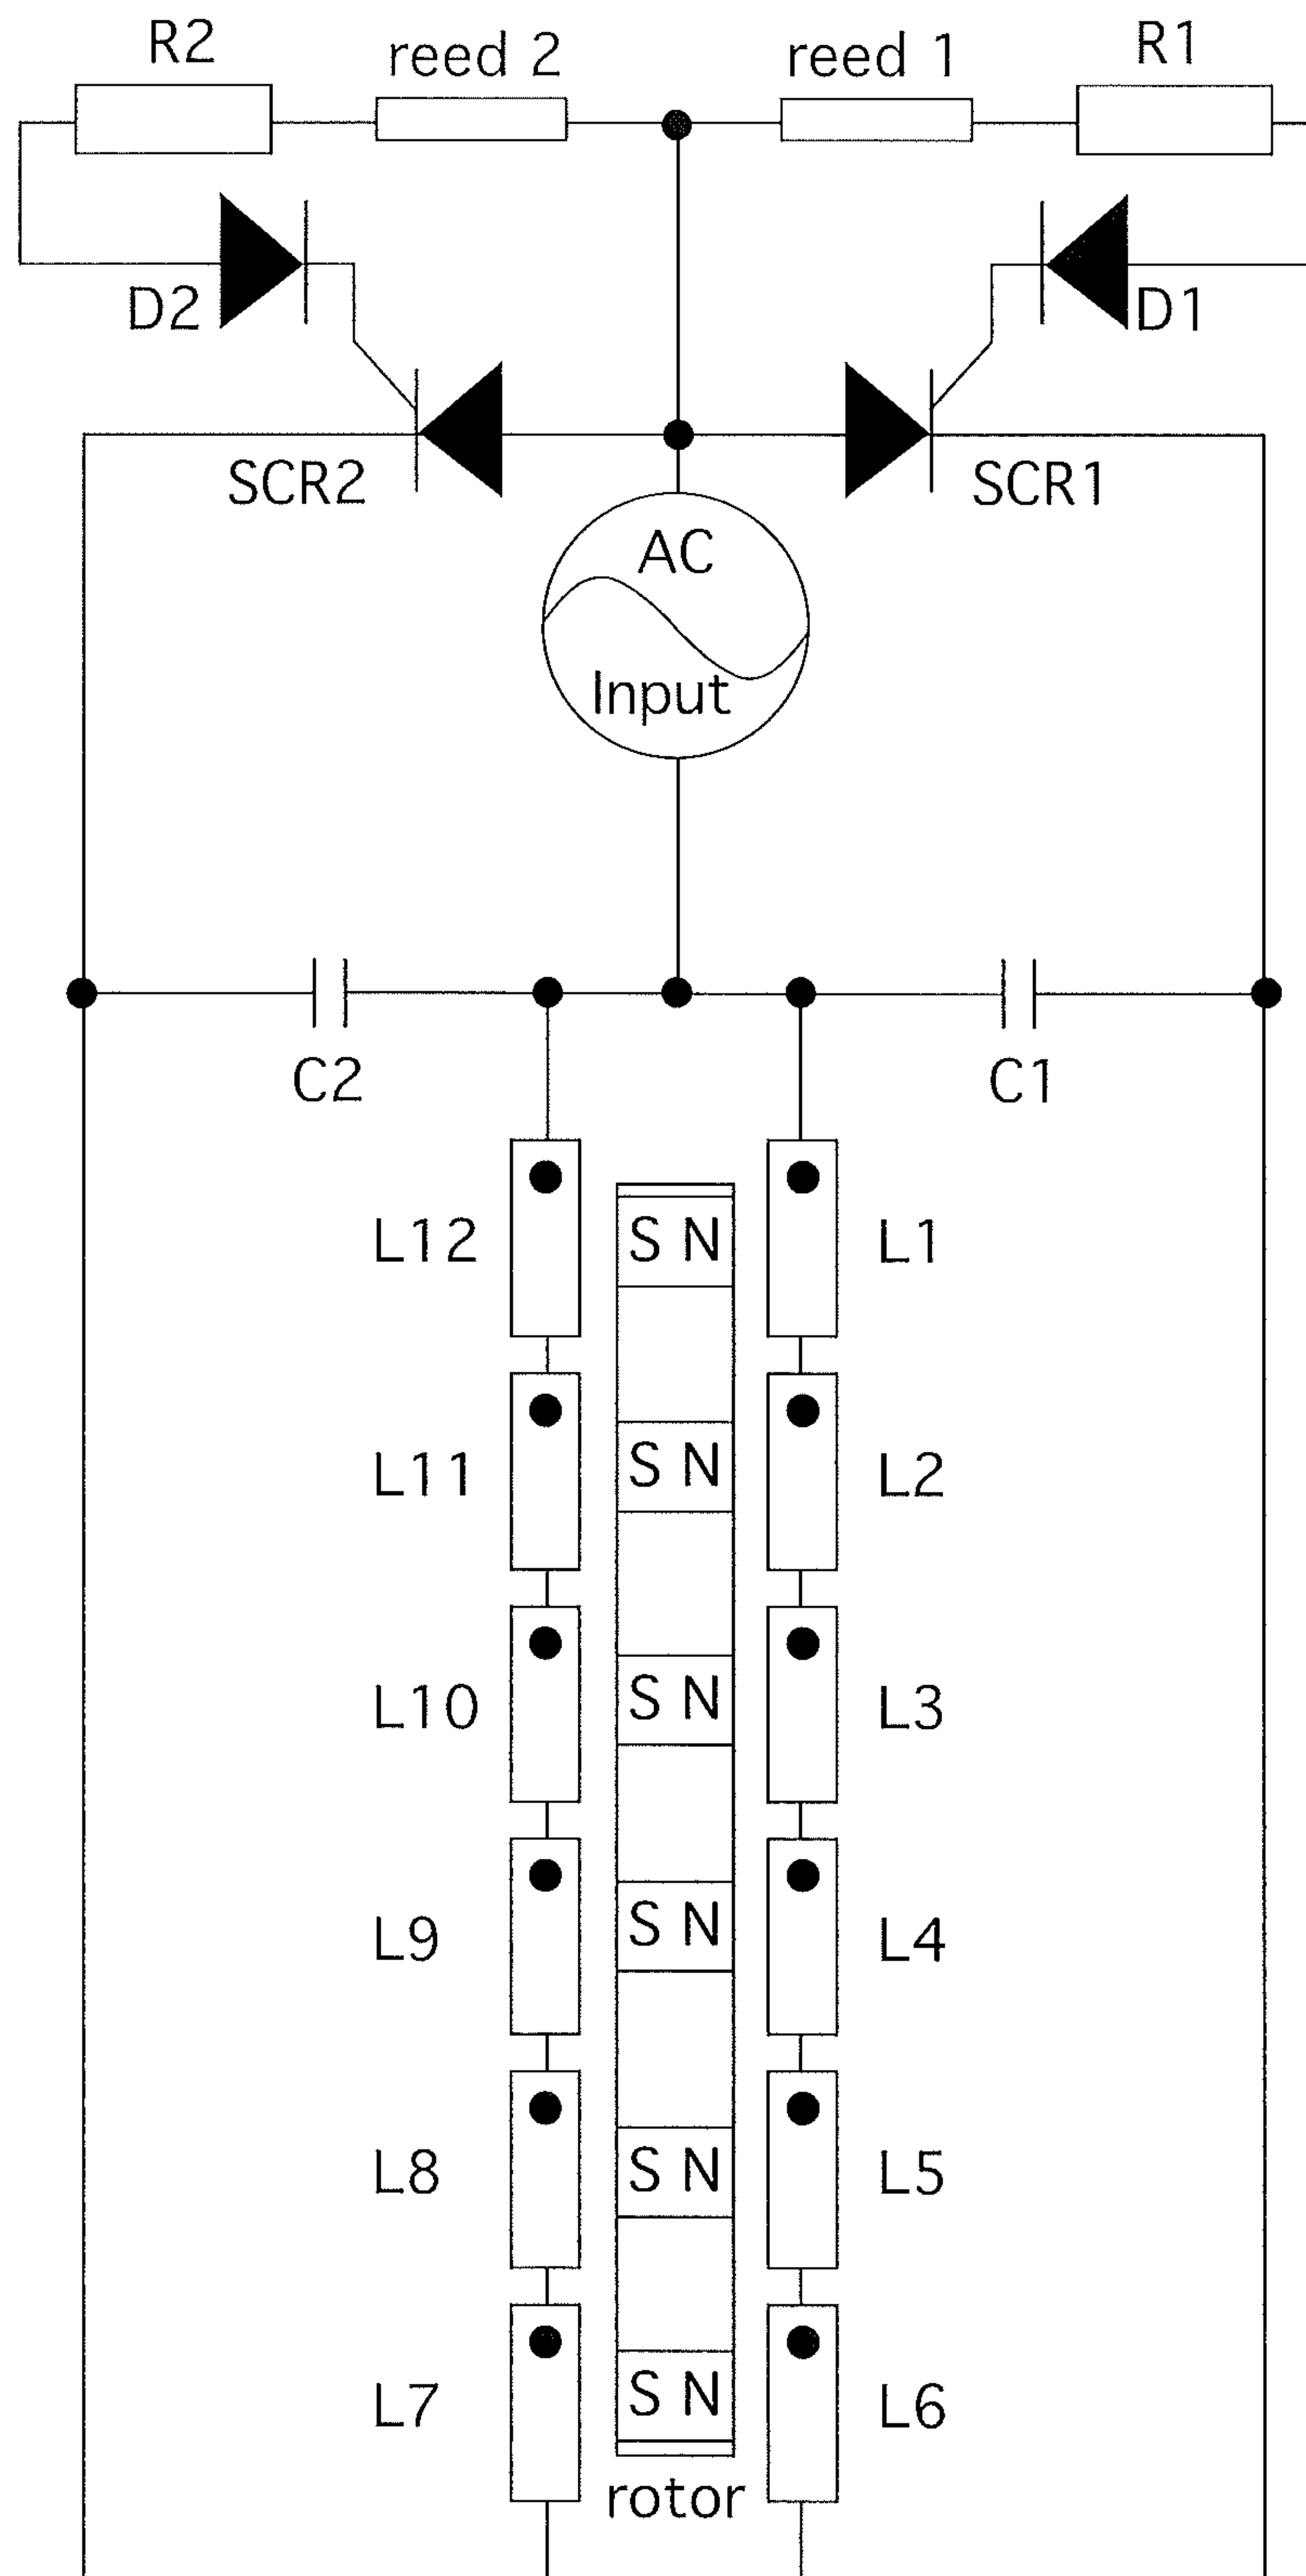 R2
reed 2
reed 1
R1
D2
D1
SCR2
SCR1
AC
Input
C2
C1
L12
S N
L1
L11
S N
L2
L10
S N
L3
L9
S N
L4
L8
S N
L5
L7
S N
L6
rotor